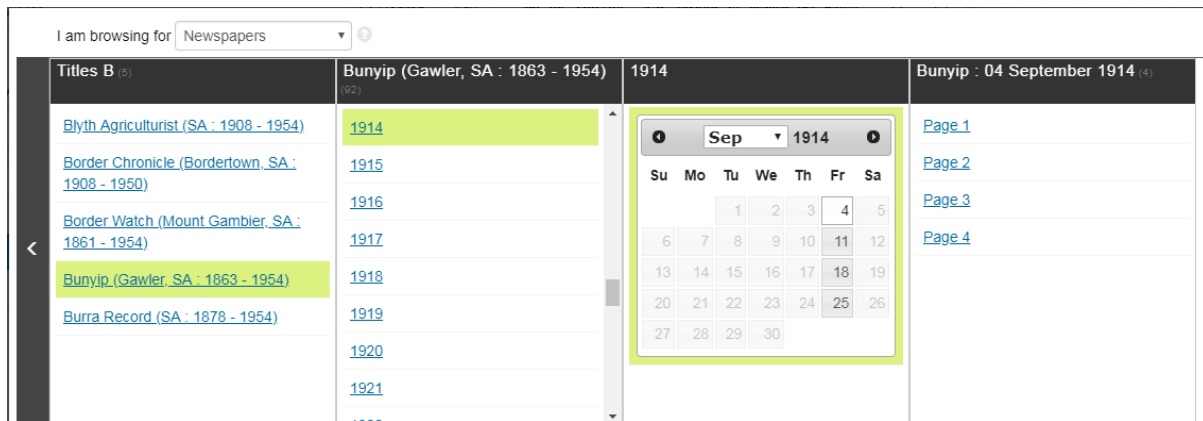 I am browsing for Newspapers
Titles B (5)
Blyth Agriculturist (SA : 1908 - 1954)
Border Chronicle (Bordertown, SA :
1908 - 1950)
Border Watch (Mount Gambier, SA :
1861 - 1954)
Bunyip (Gawler, SA : 1863 - 1954)
Burra Record (SA : 1878 - 1954)
Bunyip (Gawler, SA : 1863 - 1954)
(92)
1914
1915
1916
1917
1918
1919
1920
1921
1914
Sep 1914
Su Mo Tu We Th Fr Sa
1 2 3 4 5
6 7 8 9 10 11 12
13 14 15 16 17 18 19
20 21 22 23 24 25 26
27 28 29 30
Bunyip : 04 September 1914 (4)
Page 1
Page 2
Page 3
Page 4